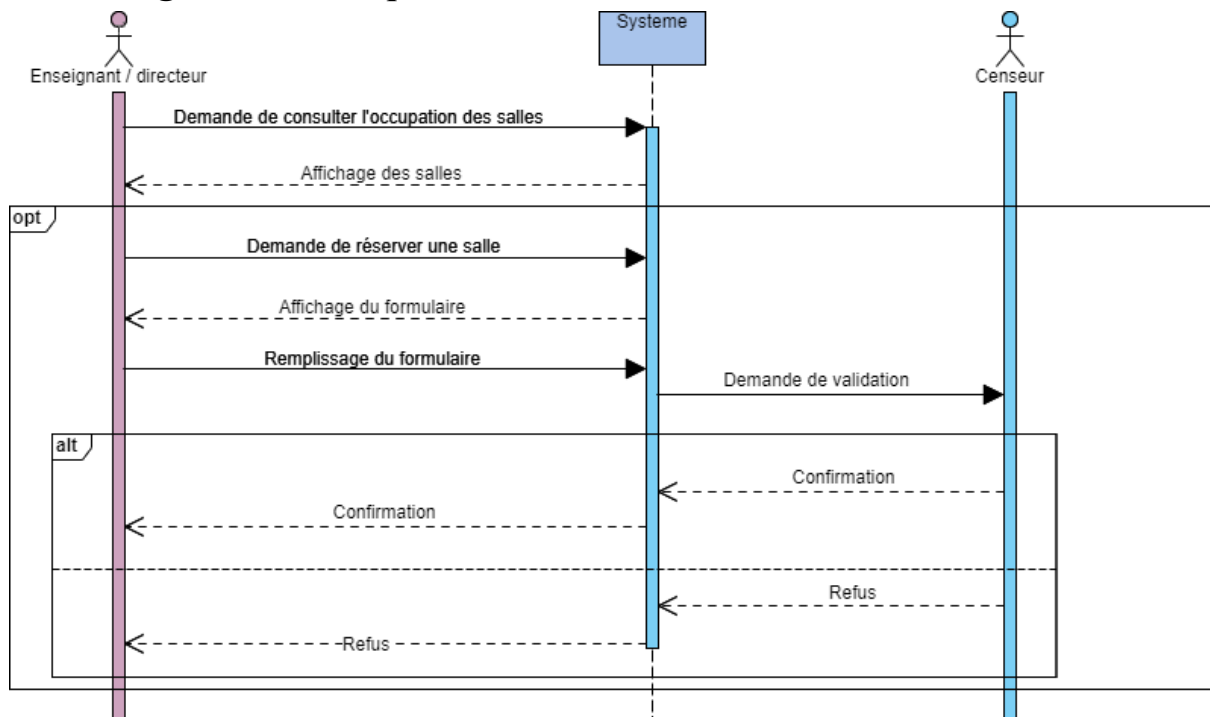 Systeme
Enseignant / directeur
Censeur
Demande de consulter l'occupation des salles
Affichage des salles
opt
Demande de réserver une salle
Affichage du formulaire
Remplissage du formulaire
Demande de validation
alt
Confirmation
Confirmation
Refus
Refus